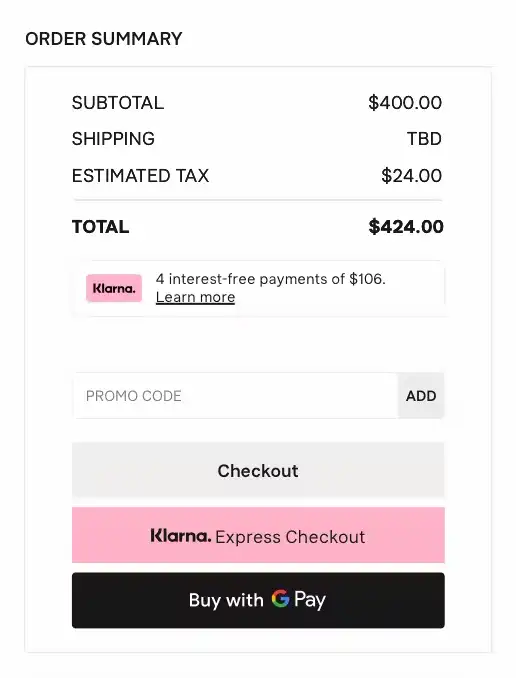 ORDER SUMMARY
SUBTOTAL $400.00
SHIPPING TBD
ESTIMATED TAX $24.00
TOTAL $424.00
Klarna. 4 interest-free payments of $106.
Learn more
PROMO CODE ADD
Checkout
Klarna. Express Checkout
Buy with G Pay